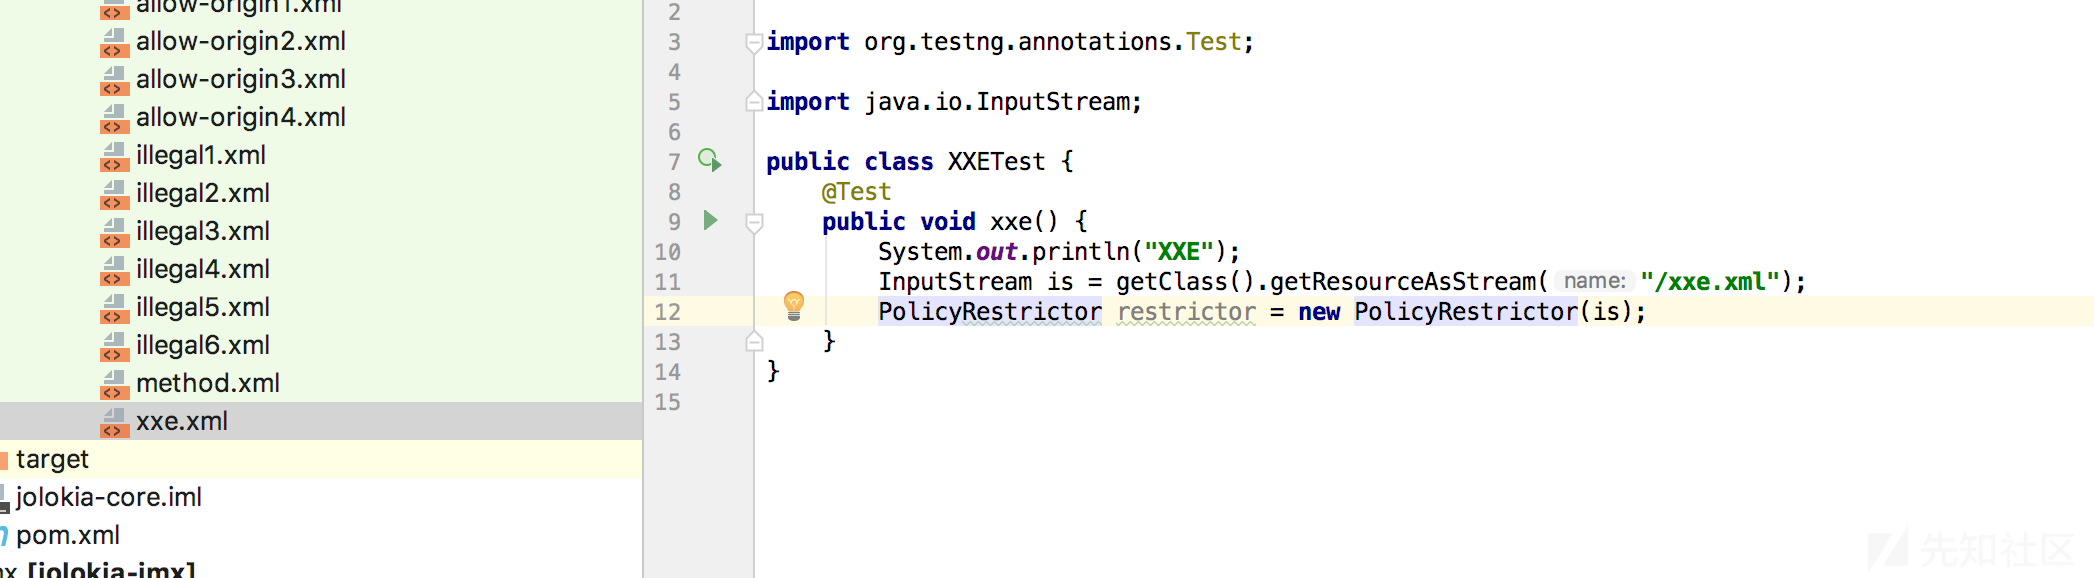 allow-origin1.xml
allow-origin2.xml
allow-origin3.xml
allow-origin4.xml
illegal1.xml
illegal2.xml
illegal3.xml
illegal4.xml
illegal5.xml
illegal6.xml
method.xml
xxe.xml
target
jolokia-core.iml
pom.xml
[jolokia-jmx]
2
3 import org.testng.annotations.Test;
4
5 import java.io.InputStream;
6
7 public class XXETest {
8 @Test
9 public void xxe() {
10 System.out.println("XXE");
11 InputStream is = getClass().getResourceAsStream( name: "/xxe.xml");
12 PolicyRestrictor restrictor = new PolicyRestrictor(is);
13 }
14 }
15
先知社区